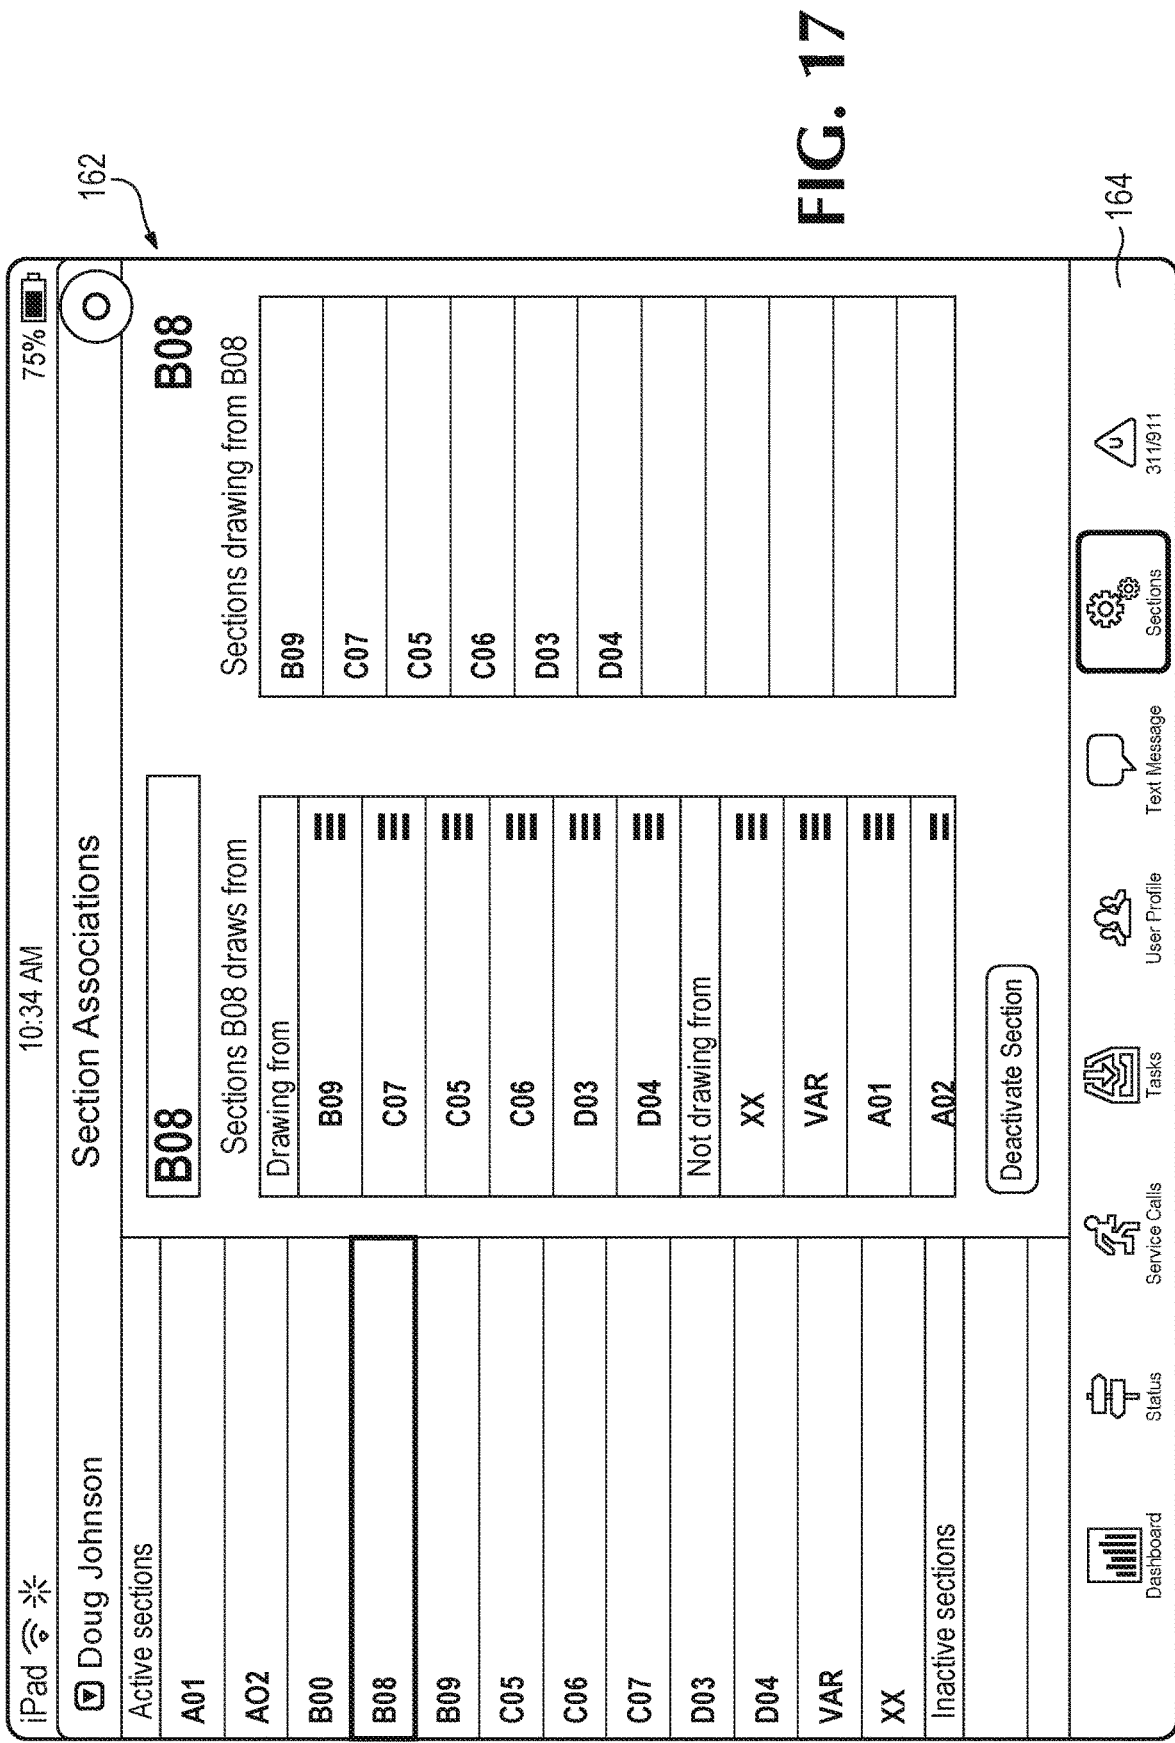 iPad 10:34 AM 75%
Doug Johnson Section Associations
Active sections
A01
AO2
B00
B08
B09
C05
C06
C07
D03
D04
VAR
XX
Inactive sections
B08 B08
Sections B08 draws from
Drawing from
B09
C07
C05
C06
D03
D04
Not drawing from
XX
VAR
A01
A02
Deactivate Section
Sections drawing from B08
B09
C07
C05
C06
D03
D04
Dashboard
Status
Service Calls
Tasks
User Profile
Text Message
Sections
311/911
162
164
FIG. 17